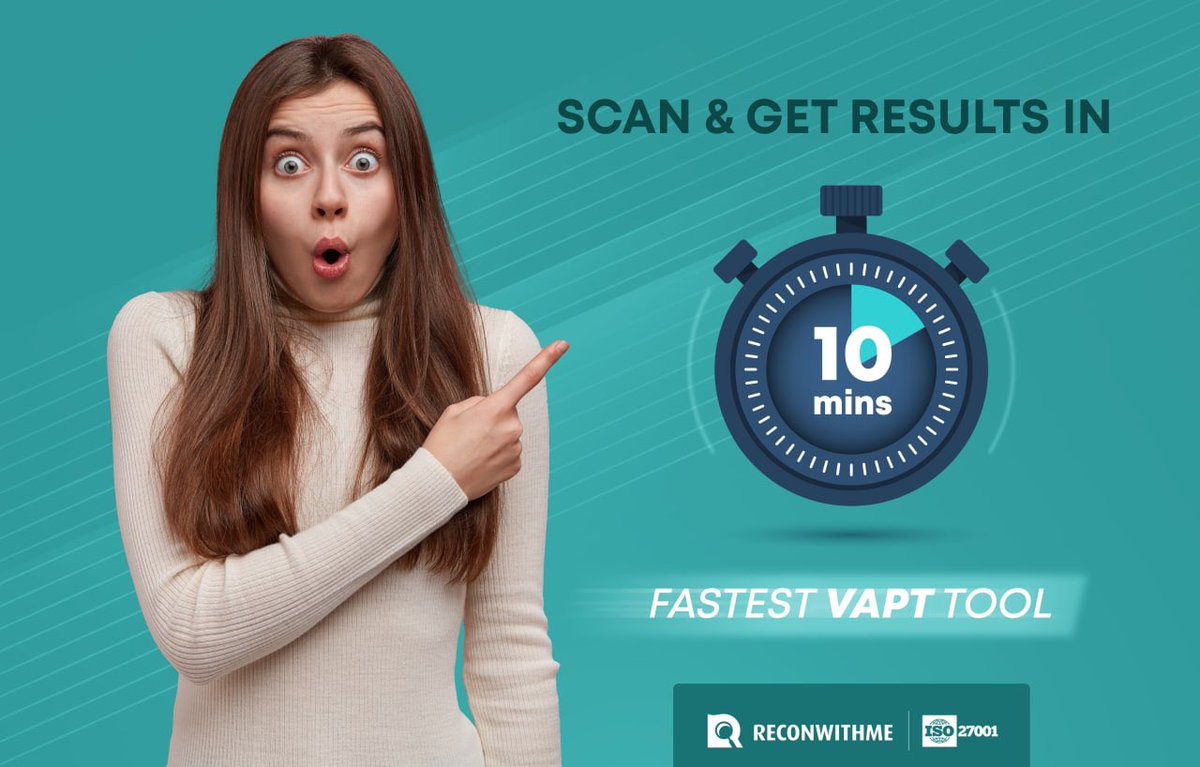 SCAN & GET RESULTS IN
10
mins
FASTEST VAPT TOOL
RECONWITHME
ISO 27001